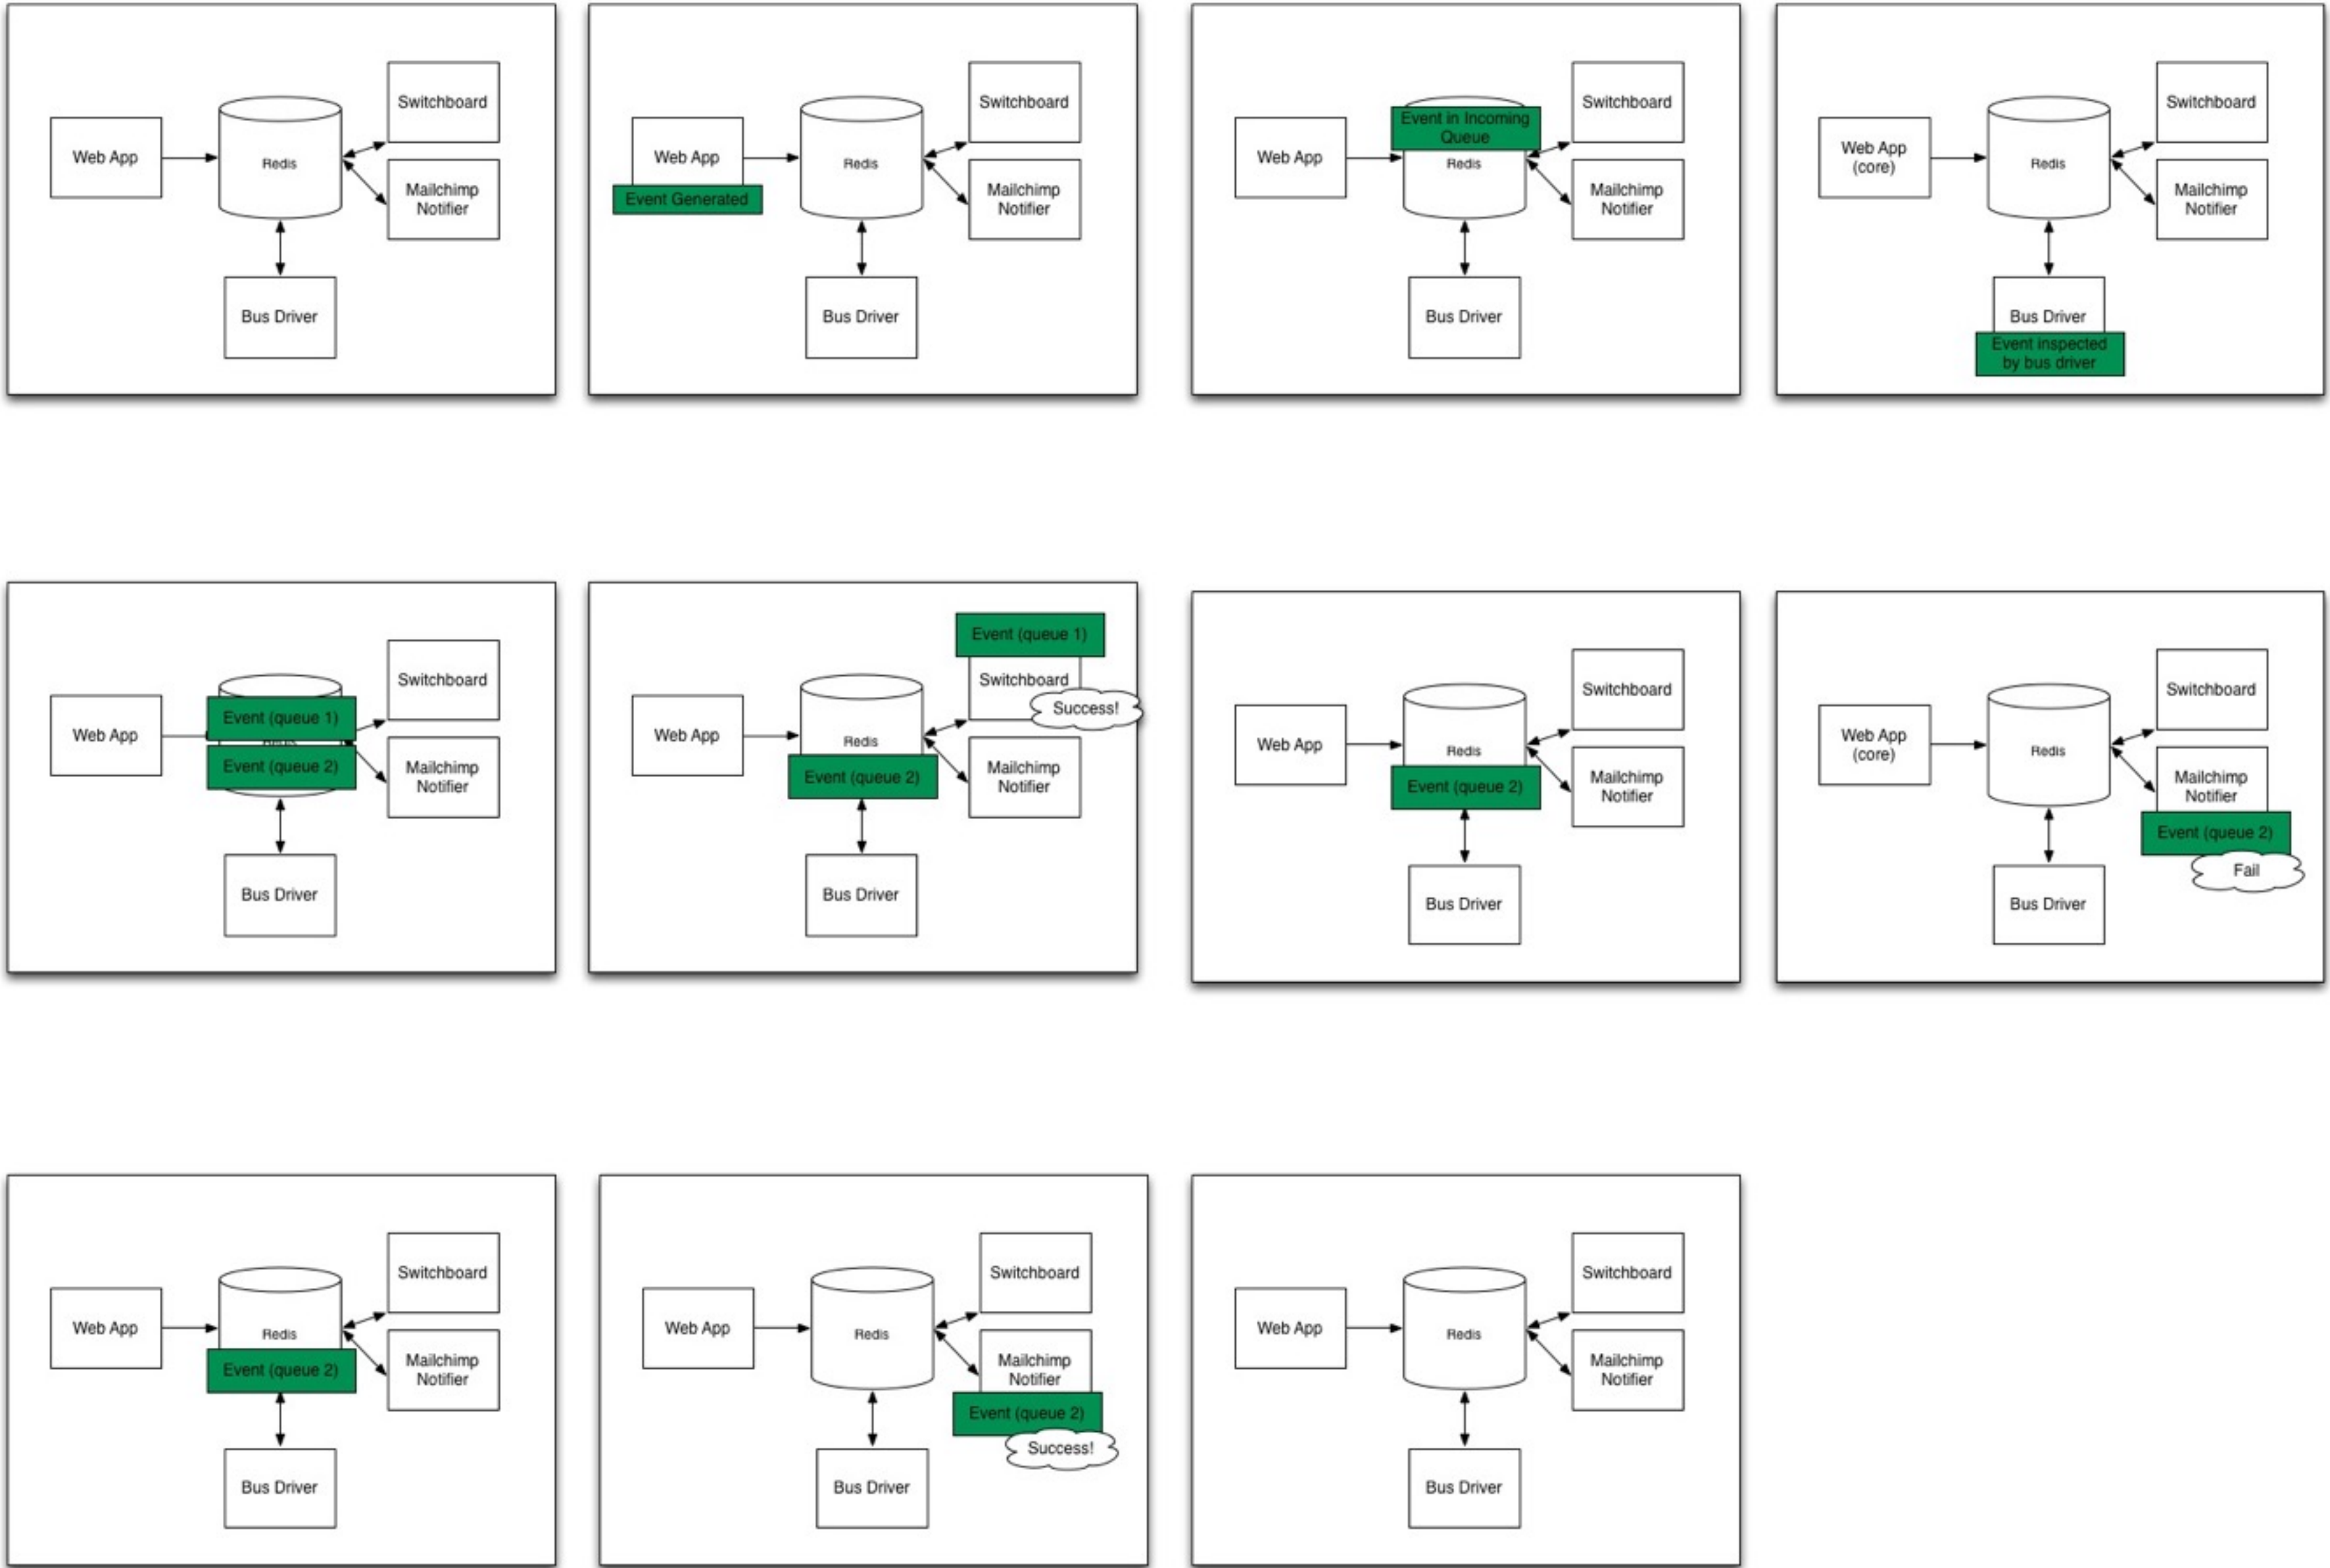 Web App
Redis
Switchboard
Mailchimp
Notifier
Bus Driver
Web App
Event Generated
Redis
Switchboard
Mailchimp
Notifier
Bus Driver
Web App
Event in Incoming
Queue
Redis
Switchboard
Mailchimp
Notifier
Bus Driver
Web App
(core)
Redis
Switchboard
Mailchimp
Notifier
Bus Driver
Event inspected
by bus driver
Web App
Event (queue 1)
Redis
Event (queue 2)
Switchboard
Mailchimp
Notifier
Bus Driver
Web App
Redis
Event (queue 2)
Event (queue 1)
Switchboard
Success!
Mailchimp
Notifier
Bus Driver
Web App
Redis
Event (queue 2)
Switchboard
Mailchimp
Notifier
Bus Driver
Web App
(core)
Redis
Switchboard
Mailchimp
Notifier
Event (queue 2)
Fail
Bus Driver
Web App
Redis
Event (queue 2)
Switchboard
Mailchimp
Notifier
Bus Driver
Web App
Redis
Switchboard
Mailchimp
Notifier
Event (queue 2)
Success!
Bus Driver
Web App
Redis
Switchboard
Mailchimp
Notifier
Bus Driver